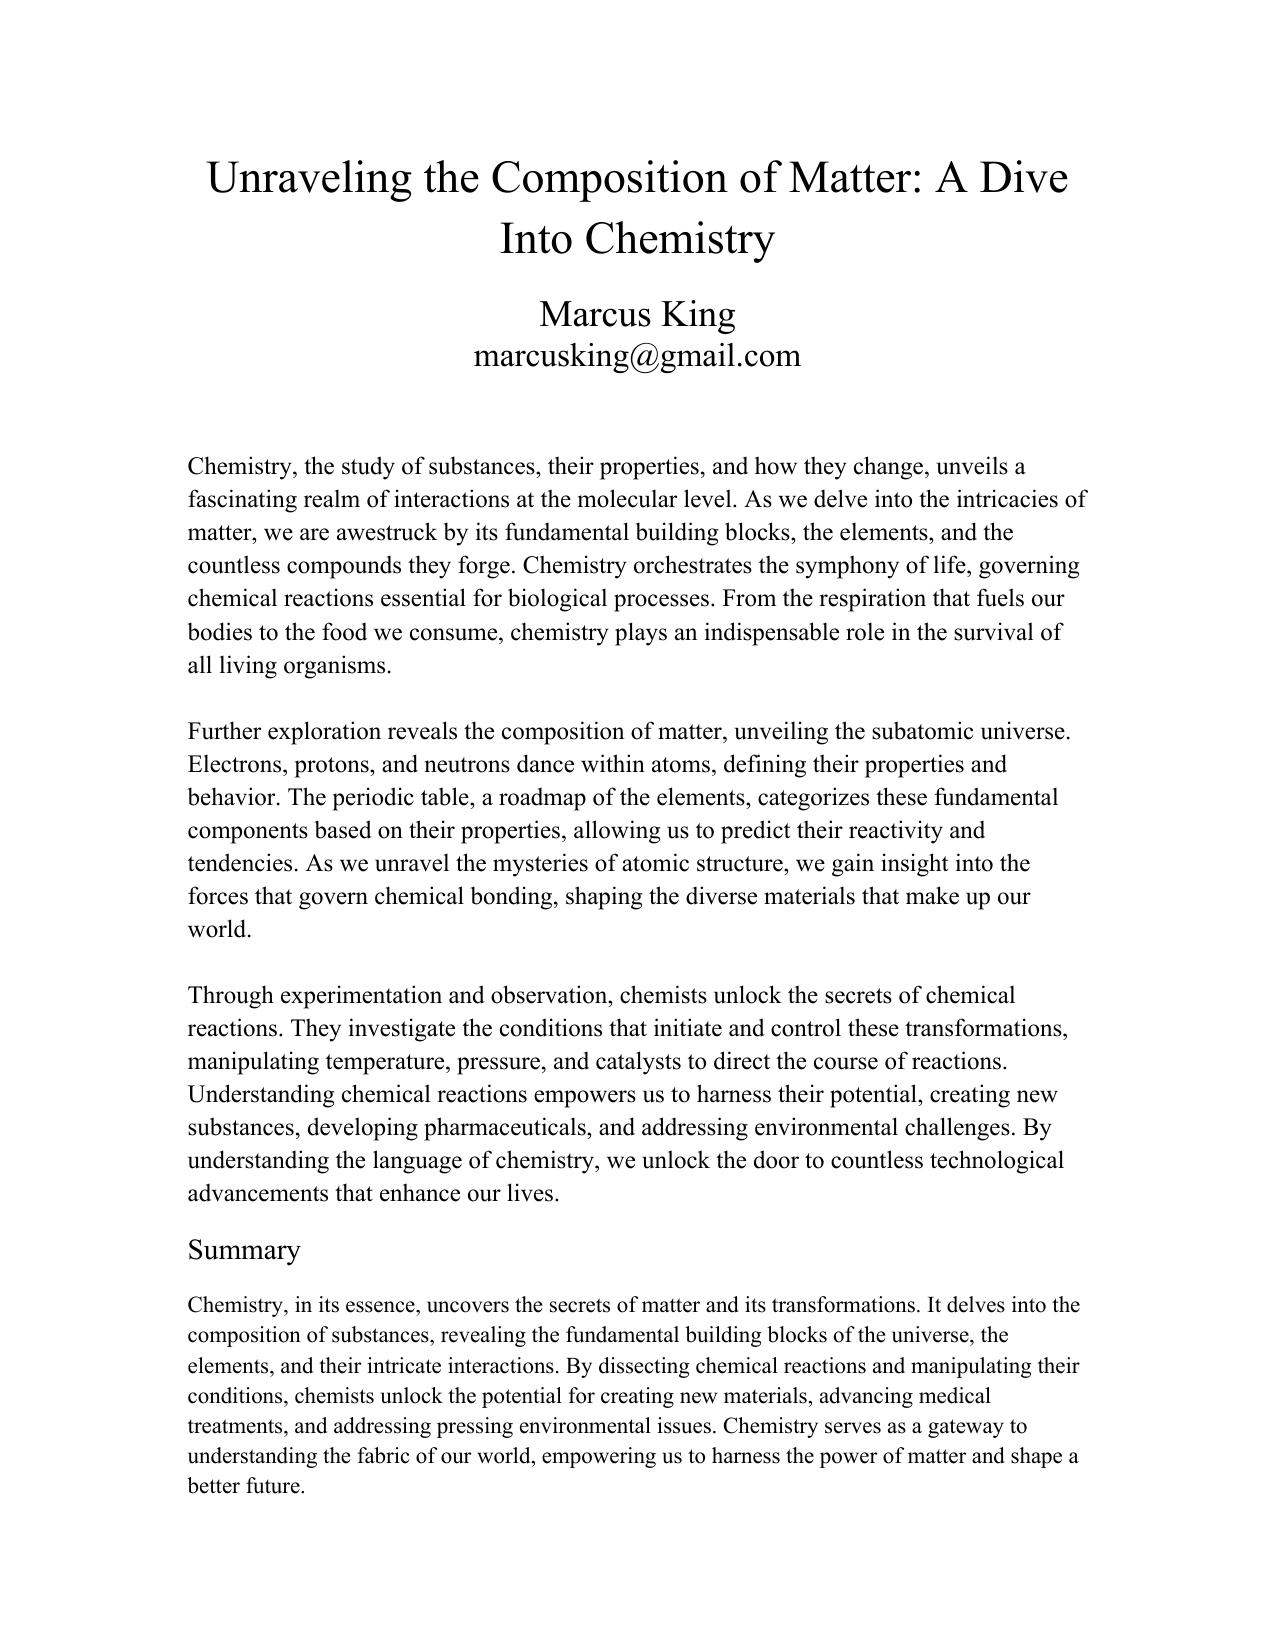 Unraveling the Composition of Matter: A Dive
Into Chemistry
Marcus King
marcusking@gmail.com
Chemistry, the study of substances, their properties, and how they change, unveils a
fascinating realm of interactions at the molecular level. As we delve into the intricacies of
matter, we are awestruck by its fundamental building blocks, the elements, and the
countless compounds they forge. Chemistry orchestrates the symphony of life, governing
chemical reactions essential for biological processes. From the respiration that fuels our
bodies to the food we consume, chemistry plays an indispensable role in the survival of
all living organisms.
Further exploration reveals the composition of matter, unveiling the subatomic universe.
Electrons, protons, and neutrons dance within atoms, defining their properties and
behavior. The periodic table, a roadmap of the elements, categorizes these fundamental
components based on their properties, allowing us to predict their reactivity and
tendencies. As we unravel the mysteries of atomic structure, we gain insight into the
forces that govern chemical bonding, shaping the diverse materials that make up our
world.
Through experimentation and observation, chemists unlock the secrets of chemical
reactions. They investigate the conditions that initiate and control these transformations,
manipulating temperature, pressure, and catalysts to direct the course of reactions.
Understanding chemical reactions empowers us to harness their potential, creating new
substances, developing pharmaceuticals, and addressing environmental challenges. By
understanding the language of chemistry, we unlock the door to countless technological
advancements that enhance our lives.
Summary
Chemistry, in its essence, uncovers the secrets of matter and its transformations. It delves into the
composition of substances, revealing the fundamental building blocks of the universe, the
elements, and their intricate interactions. By dissecting chemical reactions and manipulating their
conditions, chemists unlock the potential for creating new materials, advancing medical
treatments, and addressing pressing environmental issues. Chemistry serves as a gateway to
understanding the fabric of our world, empowering us to harness the power of matter and shape a
better future.